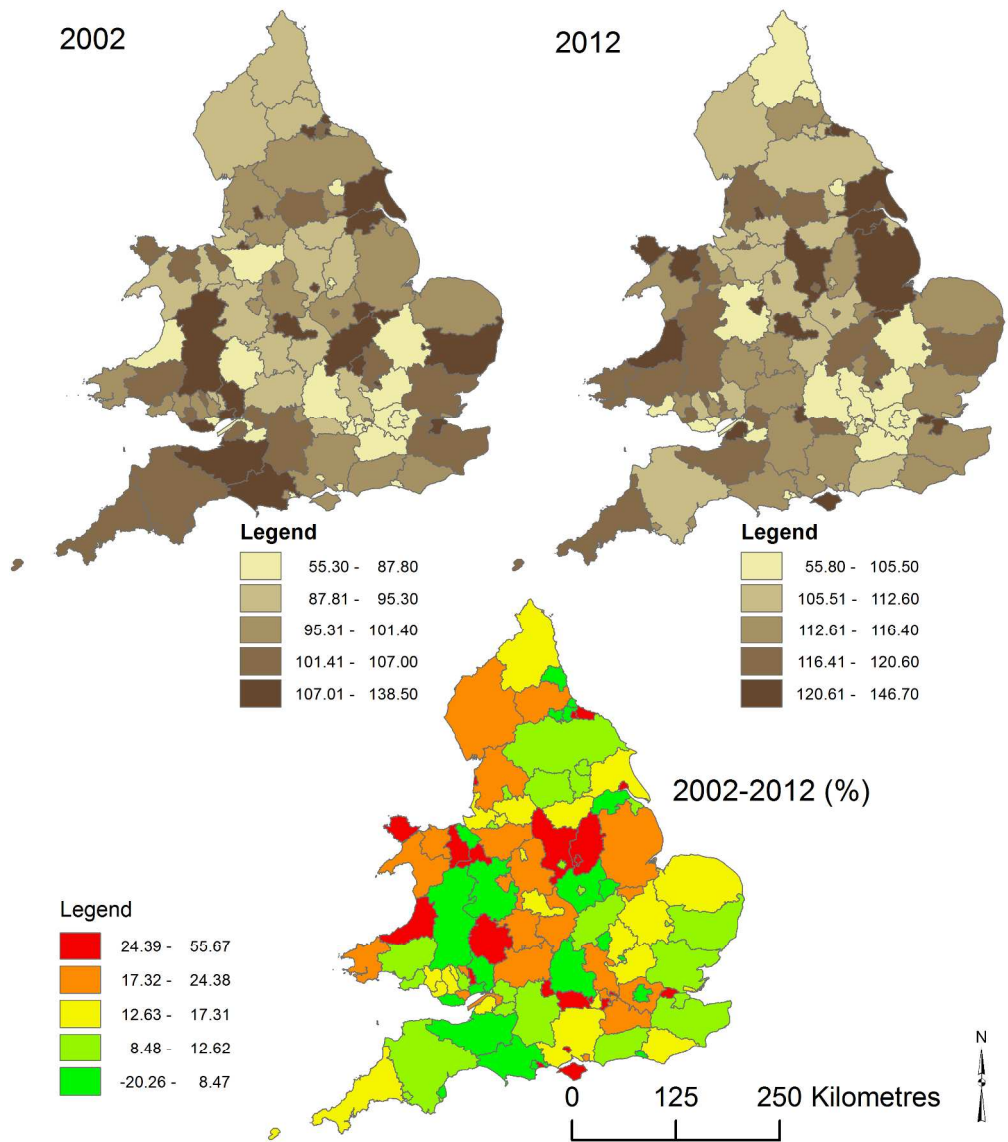 2002
2012
Legend
55.30 - 87.80
87.81 - 95.30
95.31 - 101.40
101.41 - 107.00
107.01 - 138.50
Legend
55.80 - 105.50
105.51 - 112.60
112.61 - 116.40
116.41 - 120.60
120.61 - 146.70
2002-2012 (%)
Legend
24.39 - 55.67
17.32 - 24.38
12.63 - 17.31
8.48 - 12.62
-20.26 - 8.47
N
0 125 250 Kilometres